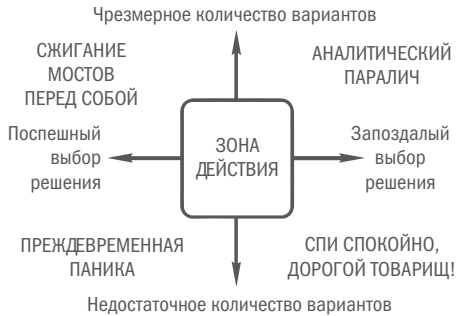 Чрезмерное количество вариантов
СЖИГАНИЕ
МОСТОВ
ПЕРЕД СОБОЙ
АНАЛИТИЧЕСКИЙ
ПАРАЛИЧ
Поспешный
выбор
решения
ЗОНА
ДЕЙСТВИЯ
Запоздалый
выбор
решения
ПРЕЖДЕВРЕМЕННАЯ
ПАНИКА
СПИ СПОКОЙНО,
ДОРОГОЙ ТОВАРИЩ!
Недостаточное количество вариантов